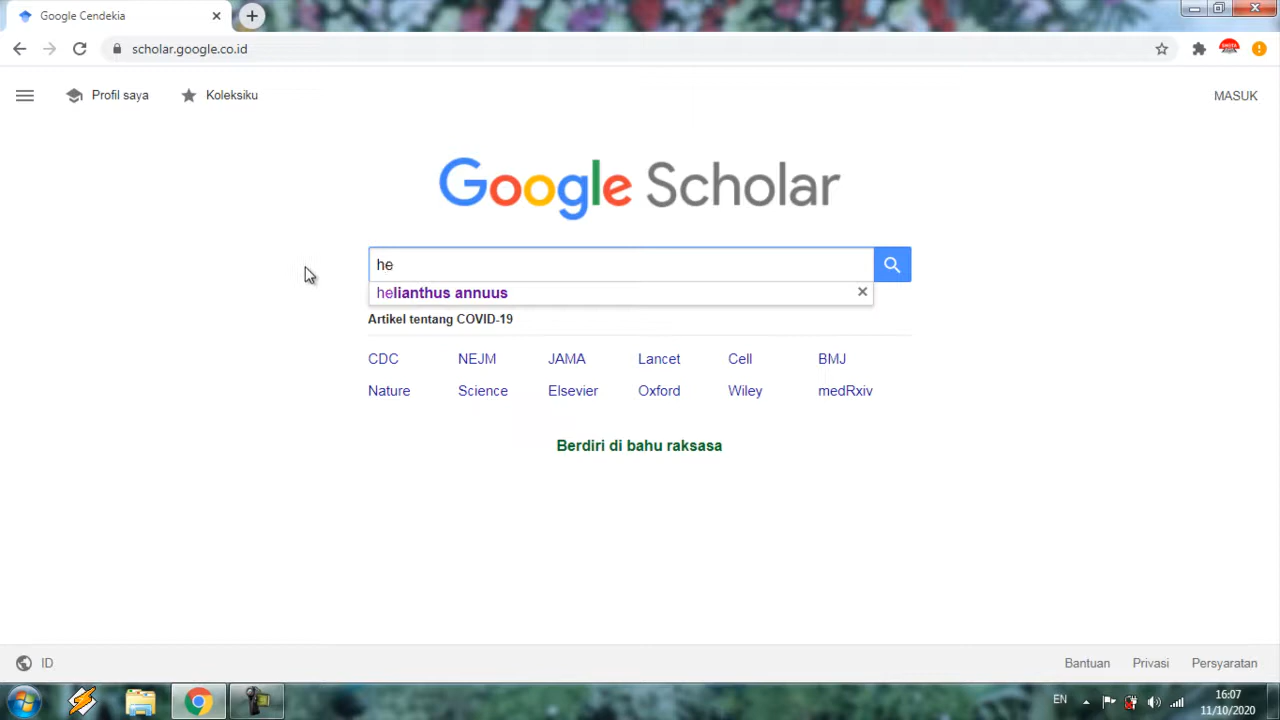 Google Cendekia
scholar.google.co.id
Profil saya
Koleksiku
MASUK
Google Scholar
he
helianthus annuus
Artikel tentang COVID-19
CDC NEJM JAMA Lancet Cell BMJ
Nature Science Elsevier Oxford Wiley medRxiv
Berdiri di bahu raksasa
ID
Bantuan Privasi Persyaratan
EN
16:07
11/10/2020